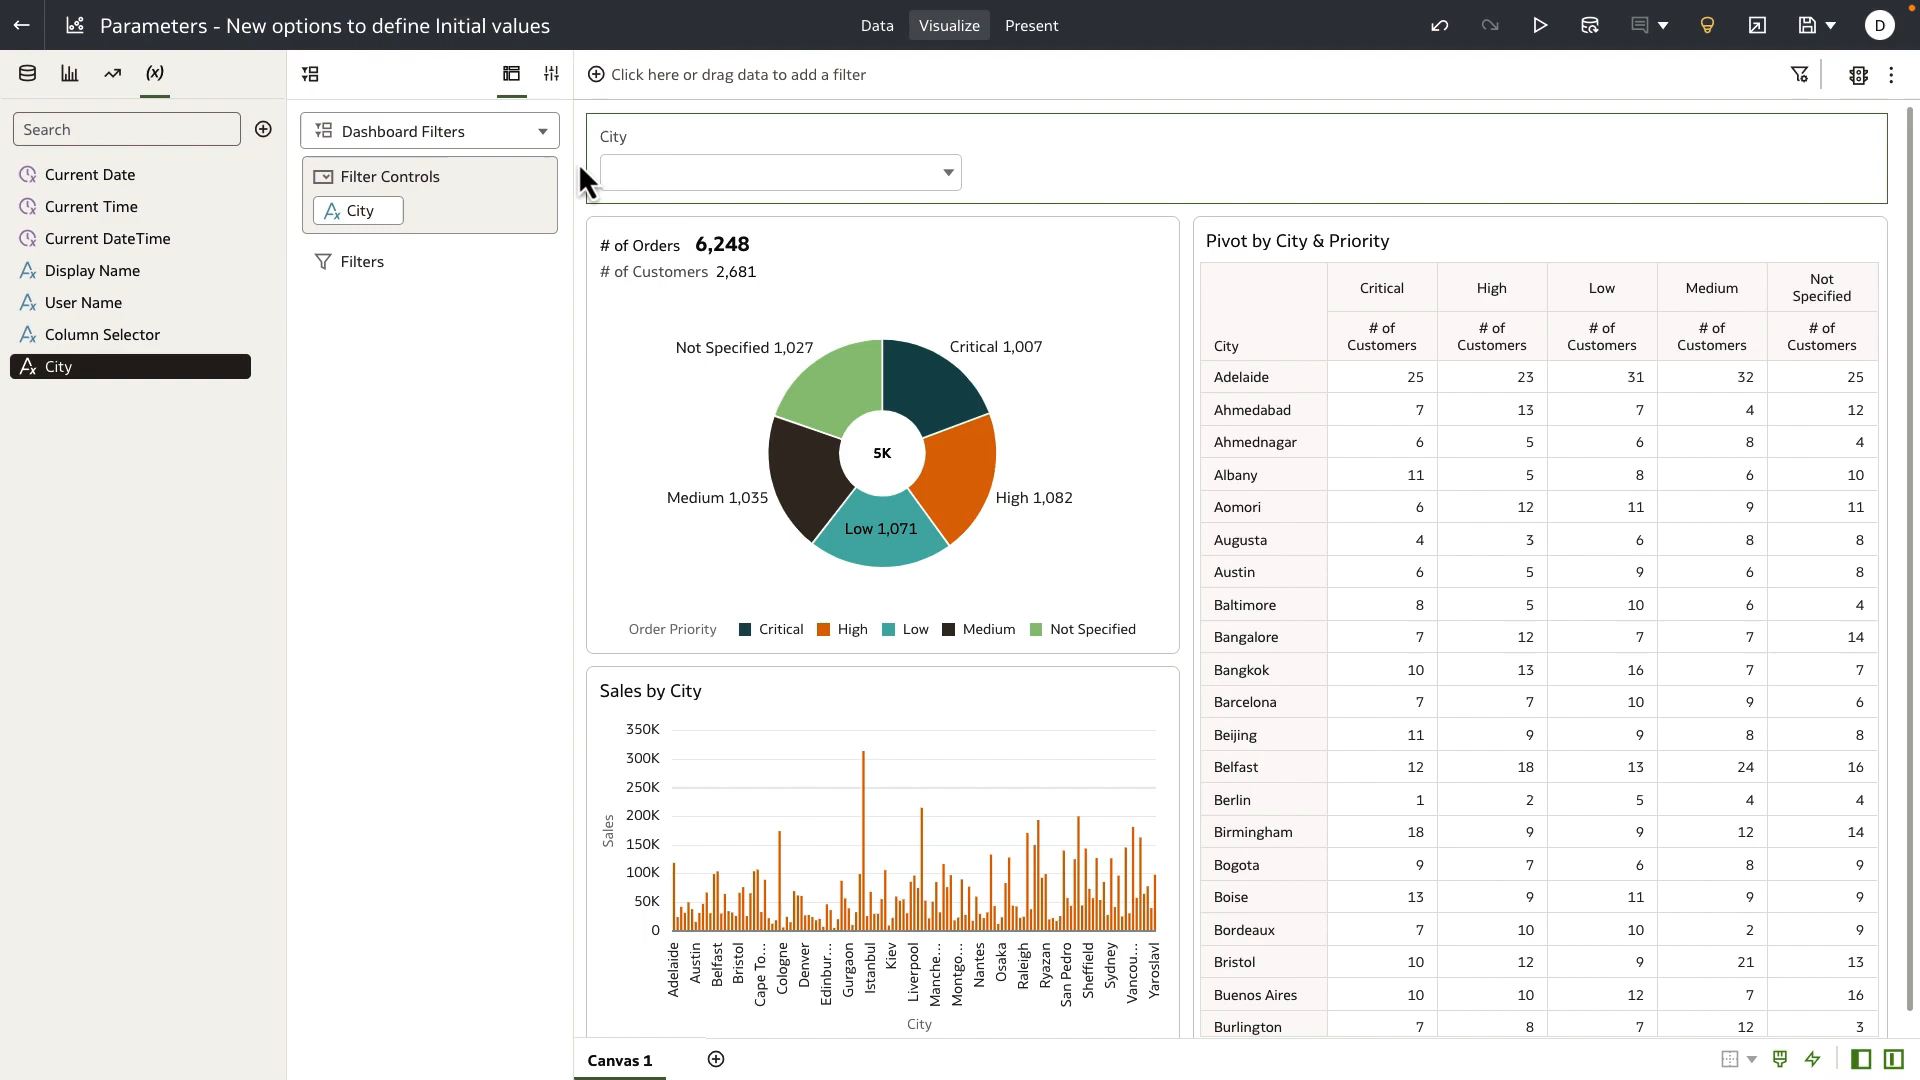 Parameters - New options to define Initial values
Data
Visualize
Present
D
Search
Current Date
Current Time
Current DateTime
Display Name
User Name
Column Selector
City
Dashboard Filters
Filter Controls
City
Filters
Click here or drag data to add a filter
City
# of Orders 6,248
# of Customers 2,681
Not Specified 1,027
Critical 1,007
5K
Medium 1,035
High 1,082
Low 1,071
Order Priority Critical High Low Medium Not Specified
Sales by City
350K
300K
250K
200K
150K
100K
50K
0
Sales
Adelaide
Austin
Belfast
Bristol
Cape To...
Cologne
Denver
Edinbur...
Gurgaon
Istanbul
Kiev
Liverpool
Manche...
Montgo...
Nantes
Osaka
Raleigh
Ryazan
San Pedro
Sheffield
Sydney
Vancou...
Yaroslavl
City
Pivot by City & Priority
Critical High Low Medium Not Specified
City # of Customers # of Customers # of Customers # of Customers # of Customers
Adelaide 25 23 31 32 25
Ahmedabad 7 13 7 4 12
Ahmednagar 6 5 6 8 4
Albany 11 5 8 6 10
Aomori 6 12 11 9 11
Augusta 4 3 6 8 8
Austin 6 5 9 6 8
Baltimore 8 5 10 6 4
Bangalore 7 12 7 7 14
Bangkok 10 13 16 7 7
Barcelona 7 7 10 9 6
Beijing 11 9 9 8 8
Belfast 12 18 13 24 16
Berlin 1 2 5 4 4
Birmingham 18 9 9 12 14
Bogota 9 7 6 8 9
Boise 13 9 11 9 9
Bordeaux 7 10 10 2 9
Bristol 10 12 9 21 13
Buenos Aires 10 10 12 7 16
Burlington 7 8 7 12 3
Canvas 1